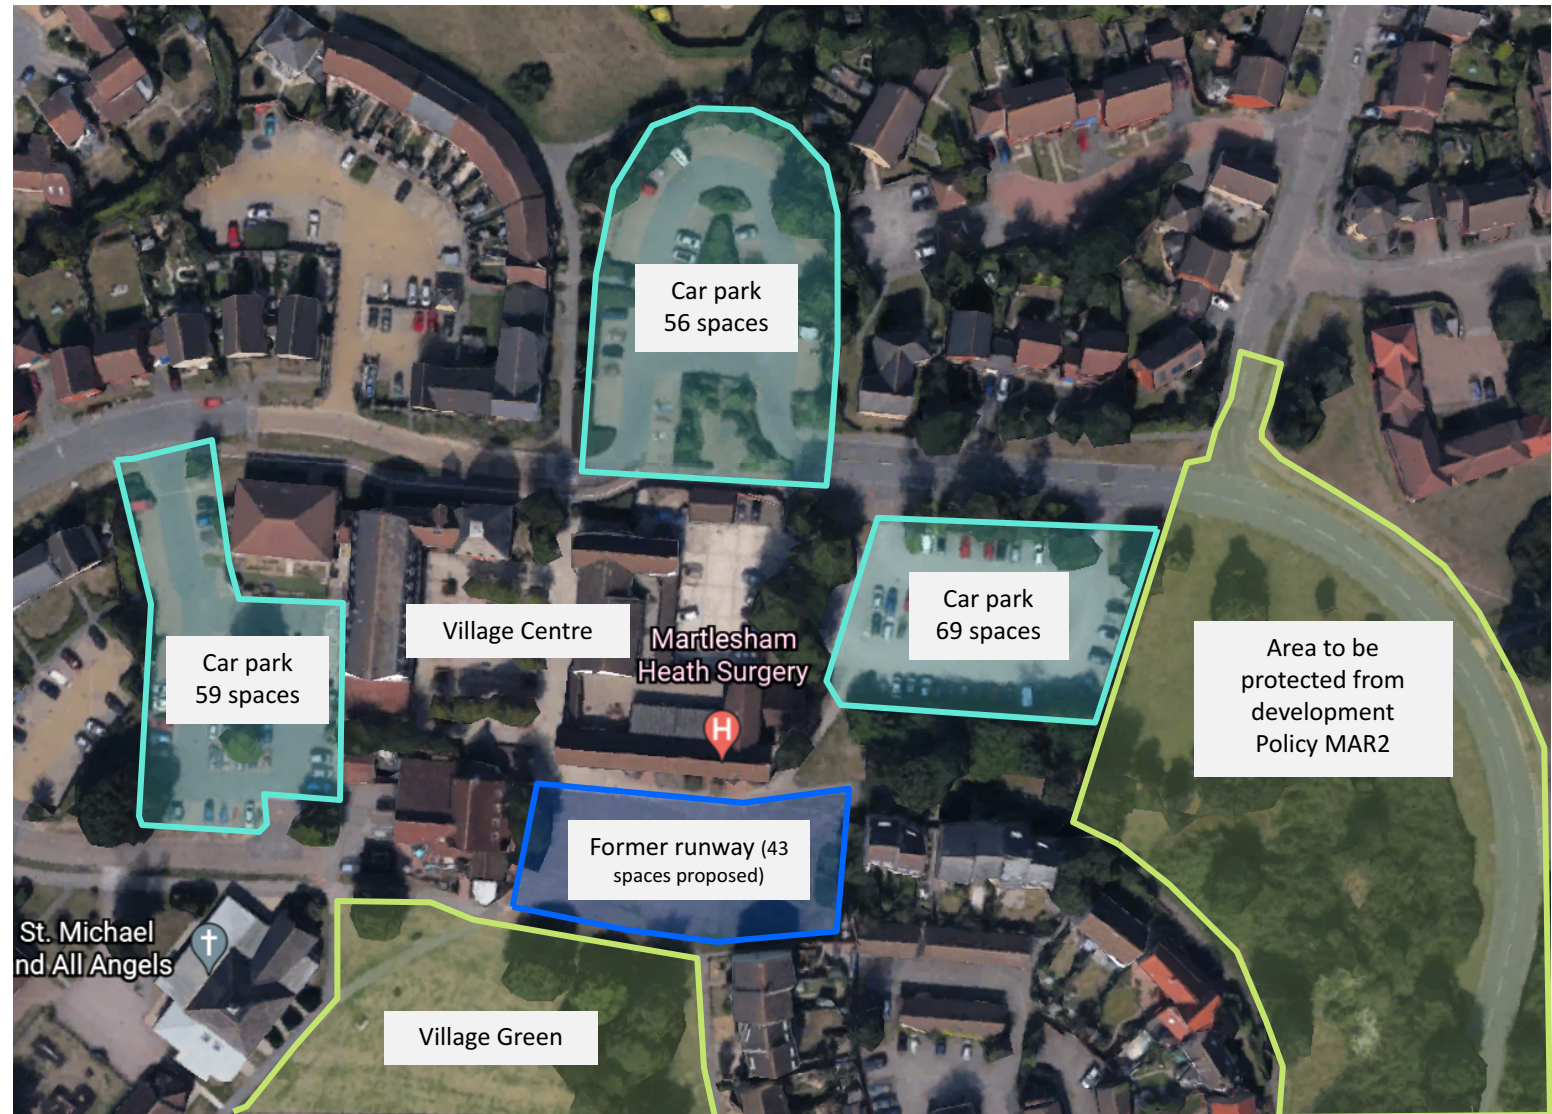 Car park
56 spaces
Car park
69 spaces
Village Centre
Martlesham
Heath Surgery
Car park
59 spaces
Area to be
protected from
development
Policy MAR2
H
Former runway (43
spaces proposed)
St. Michael
nd All Angels
Village Green